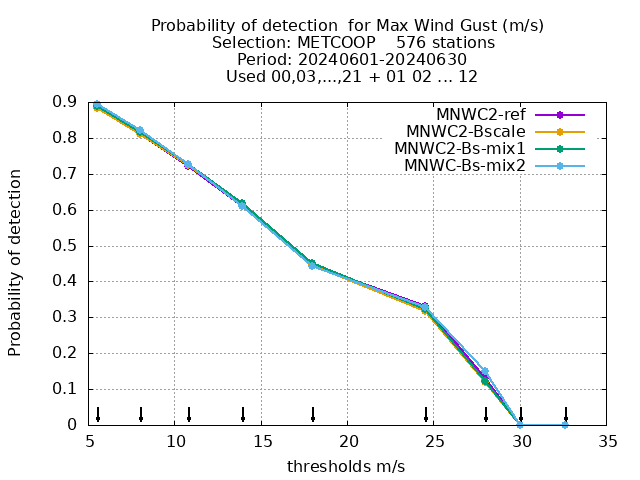 Probability of detection  for Max Wind Gust (m/s)
Selection: METCOOP    576 stations
Period: 20240601-20240630
Used 00,03,...,21 + 01 02 ... 12
MNWC2-ref
MNWC2-Bscale
MNWC2-Bs-mix1
MNWC-Bs-mix2
Probability of detection
0.9
0.8
0.7
0.6
0.5
0.4
0.3
0.2
0.1
0
5 10 15 20 25 30 35
thresholds m/s